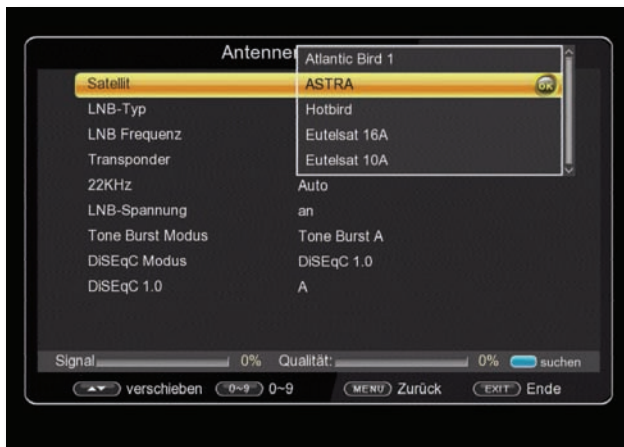 Antenne
Atlantic Bird 1
Satellit ASTRA OK
LNB-Typ Hotbird
LNB Frequenz Eutelsat 16A
Transponder Eutelsat 10A
22KHz Auto
LNB-Spannung an
Tone Burst Modus Tone Burst A
DiSEqC Modus DiSEqC 1.0
DiSEqC 1.0 A
Signal 0% Qualität: 0% suchen
verschieben 0~9 0~9 MENU Zurück EXIT Ende